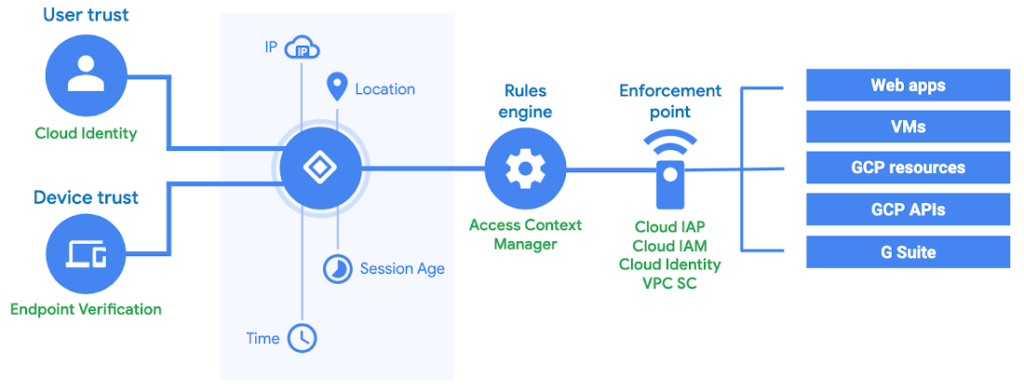 User trust
Cloud Identity
Device trust
Endpoint Verification
IP
IP
Location
Session Age
Time
Rules
engine
Access Context
Manager
Enforcement
point
Cloud IAP
Cloud IAM
Cloud Identity
VPC SC
Web apps
VMs
GCP resources
GCP APIs
G Suite